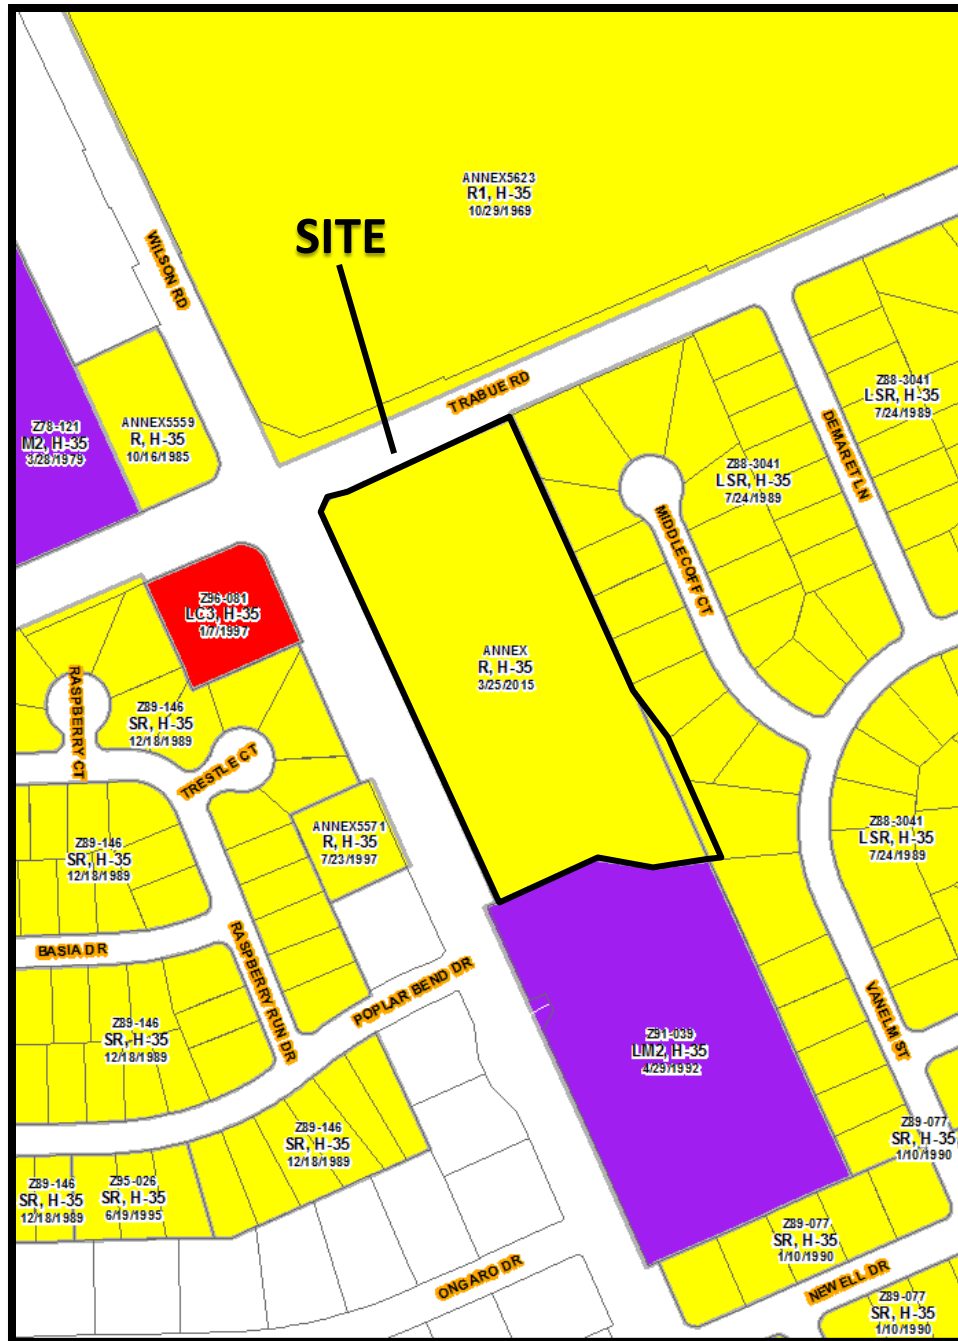 ANNEX5623
R1, H-35
10/29/1969
SITE
WILSON RD
TRABUE RD
Z88-3041
LSR, H-35
7/24/1989
DEMARET LN
Z78-121
M2, H-35
3/28/1979
ANNEX5559
R, H-35
10/16/1985
Z88-3041
LSR, H-35
7/24/1989
MIDDLECOFF CT
Z96-081
LC3, H-35
1/7/1997
ANNEX
R, H-35
3/25/2015
RASPBERRY CT
Z89-146
SR, H-35
12/18/1989
TRESTLE CT
ANNEX5571
R, H-35
7/23/1997
Z89-146
SR, H-35
12/18/1989
Z88-3041
LSR, H-35
7/24/1989
BASIA DR
RASPBERRY RUN DR
POPLAR BEND DR
VANELM ST
Z89-146
SR, H-35
12/18/1989
Z91-039
LM2, H-35
4/29/1992
Z89-146
SR, H-35
12/18/1989
Z89-077
SR, H-35
1/10/1990
Z89-146
SR, H-35
12/18/1989
Z95-026
SR, H-35
6/19/1995
Z89-077
SR, H-35
1/10/1990
ONGARO DR
NEWELL DR
Z89-077
SR, H-35
1/10/1990